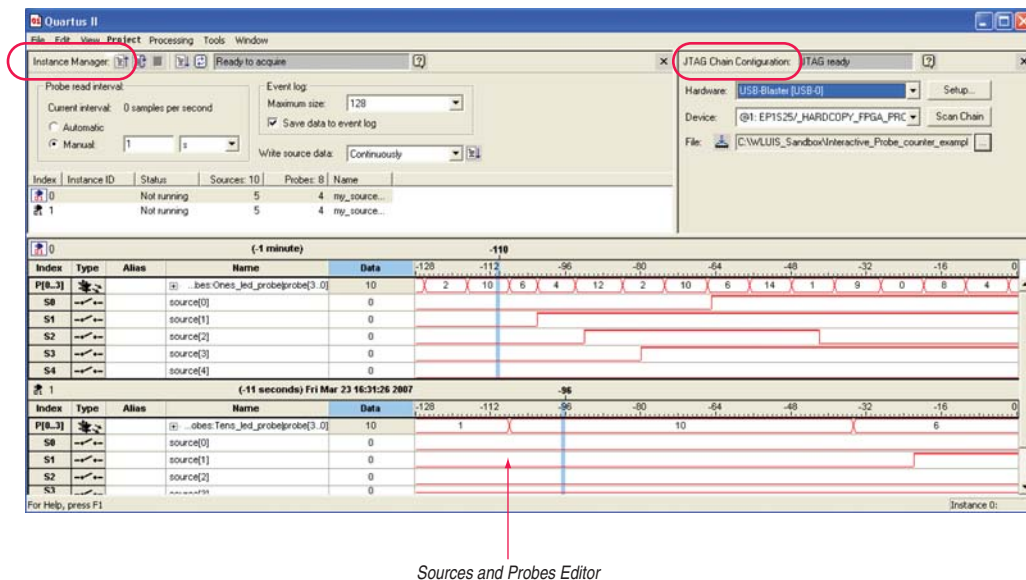 Quartus II
File Edit View Project Processing Tools Window
Instance Manager: Ready to acquire
JTAG Chain Configuration: JTAG ready
Probe read interval:
Current interval: 0 samples per second
Automatic
Manual: 1 s
Event log:
Maximum size: 128
Save data to event log
Write source data: Continuously
Hardware: USB-Blaster [USB-0] Setup...
Device: @1: EP1S25/_HARDCOPY_FPGA_PRC Scan Chain
File: C:\WLUIS_Sandbox\Interactive_Probe_counter_exampl ...
Index Instance ID Status Sources: 10 Probes: 8 Name
0 Not running 5 4 my_source...
1 Not running 5 4 my_source...
0 (-1 minute) -110
Index Type Alias Name Data -128 -112 -96 -80 -64 -48 -32 -16 0
P[0..3] ...bes:Ones_led_probe|probe[3..0] 10 2 10 6 4 12 2 10 6 14 1 9 0 8 4
S0 source[0] 0
S1 source[1] 0
S2 source[2] 0
S3 source[3] 0
S4 source[4] 0
1 (-11 seconds) Fri Mar 23 16:31:26 2007 -96
Index Type Alias Name Data -128 -112 -96 -80 -64 -48 -32 -16 0
P[0..3] ...obes:Tens_led_probe|probe[3..0] 10 1 10 6
S0 source[0] 0
S1 source[1] 0
S2 source[2] 0
S3 source[3] 0
For Help, press F1 Instance 0:
Sources and Probes Editor